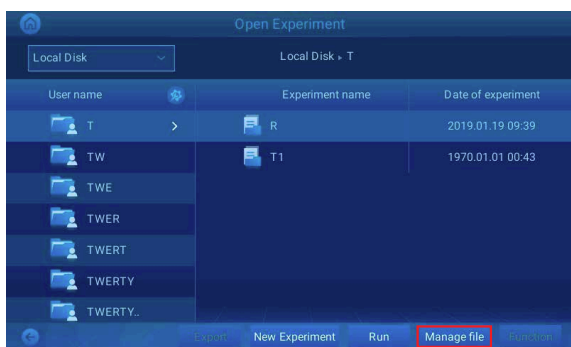 Open Experiment
Local Disk
Local Disk ▸ T
User name
Experiment name
Date of experiment
T
R
2019.01.19 09:39
TW
T1
1970.01.01 00:43
TWE
TWER
TWERT
TWERTY
TWERTY..
Export
New Experiment
Run
Manage file
Function